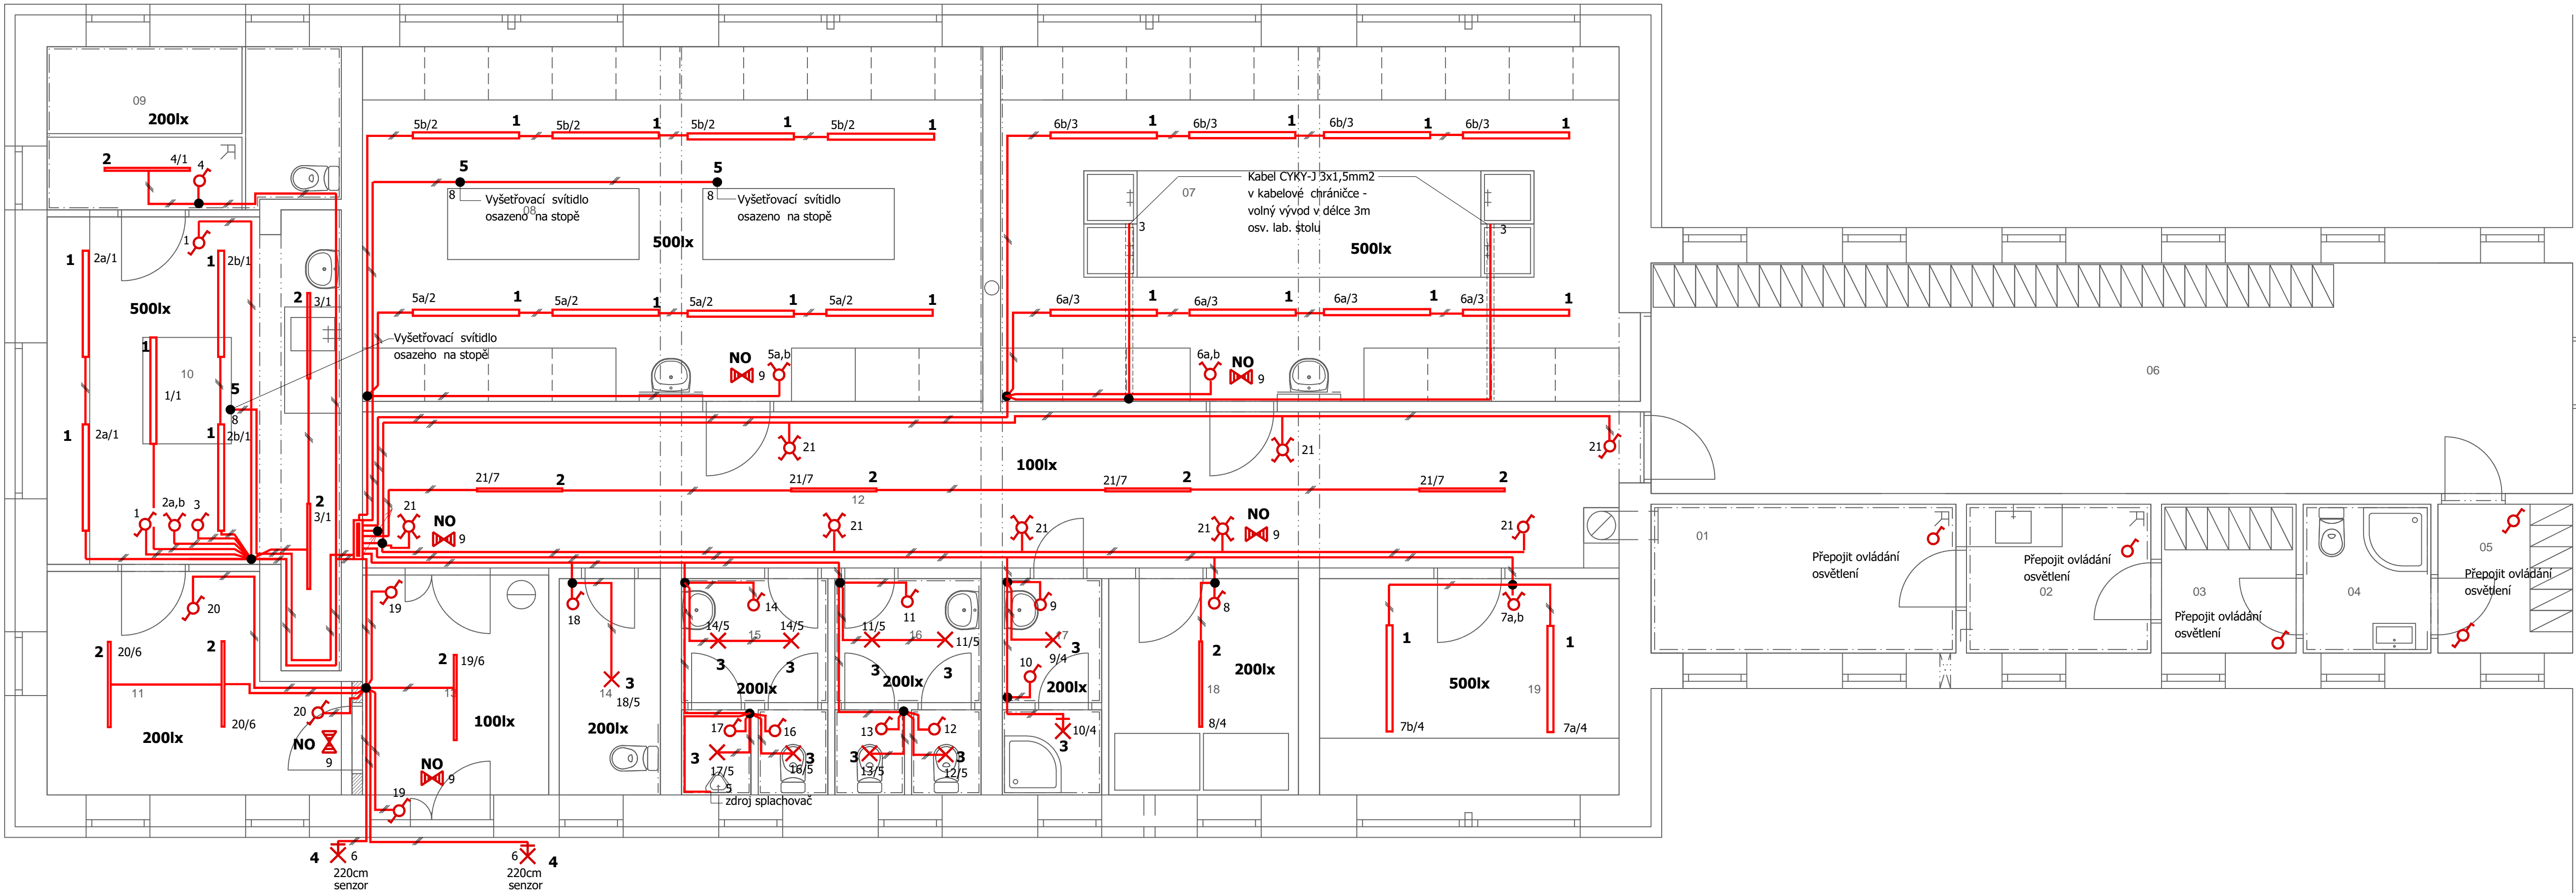 09
200lx
2
4/1
4
1
1
2a/1
1
2b/1
500lx
2
3/1
1
10
1/1
Vyšetřovací svítidlo
osazeno na stopě
5
8
1
2a/1
1
2b/1
1
2a,b
3
2
3/1
5b/2
1
5b/2
1
5b/2
1
5b/2
1
5
8
Vyšetřovací svítidlo
osazeno na stopě
08
5
8
Vyšetřovací svítidlo
osazeno na stopě
500lx
5a/2
1
5a/2
1
5a/2
1
5a/2
1
NO
9
5a,b
6b/3
1
6b/3
1
6b/3
1
6b/3
1
07
Kabel CYKY-J 3x1,5mm2
v kabelové chráničce -
volný vývod v délce 3m
osv. lab. stolu
3
3
500lx
6a/3
1
6a/3
1
6a/3
1
6a/3
1
6a,b
NO
9
06
21
21
21
100lx
21/7
2
21/7
2
21/7
2
21/7
2
12
21
NO
9
21
21
21
NO
9
21
01
Přepojit ovládání
osvětlení
02
Přepojit ovládání
osvětlení
03
Přepojit ovládání
osvětlení
04
05
Přepojit ovládání
osvětlení
20
2
20/6
2
11
20/6
200lx
20
NO
9
19
2
19/6
13
100lx
NO
9
19
18
14
3
18/5
200lx
14
14/5
14/5
15
3
3
200lx
17
16
3
17/5
3
16/5
5
zdroj splachovač
11
11/5
11/5
16
3
3
200lx
13
12
3
13/5
3
12/5
9
17
9/4
3
10
200lx
10/4
3
8
2
200lx
18
8/4
7a,b
1
1
500lx
19
7b/4
7a/4
4
6
220cm
senzor
6
4
220cm
senzor